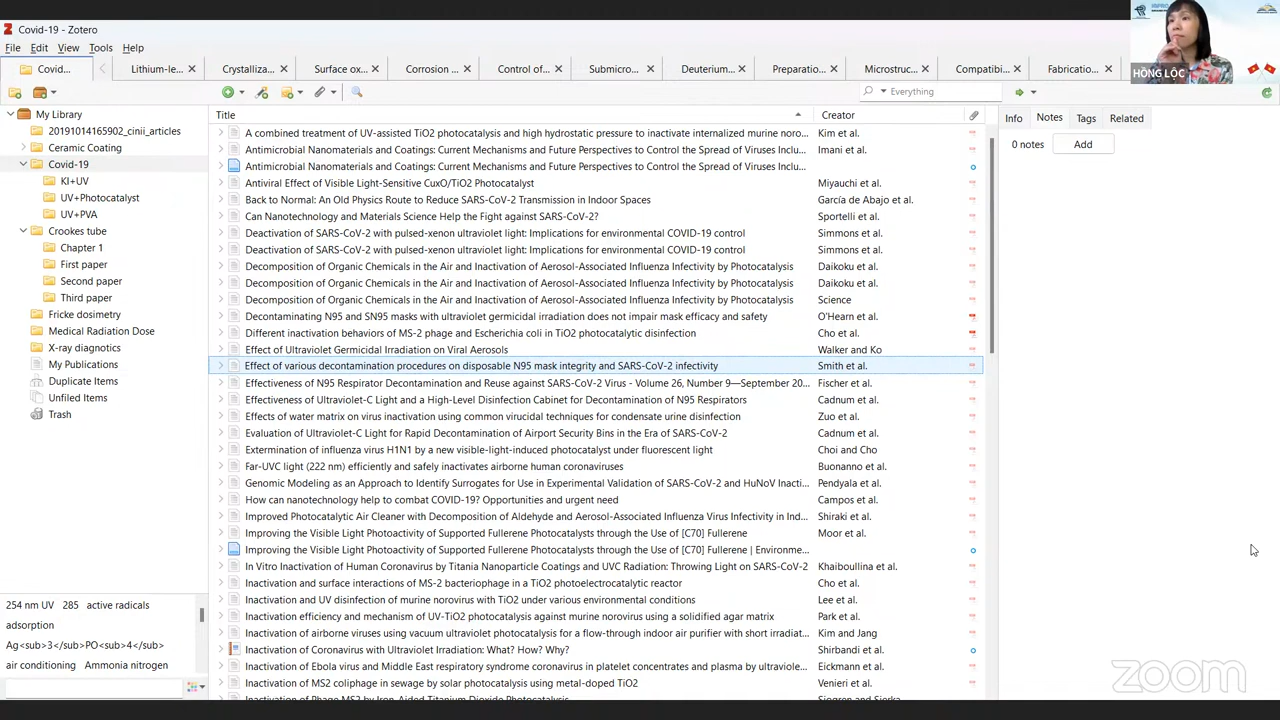 Covid-19 - Zotero
File Edit View Tools Help
Covid... Lithium-le... Crystalliza... Surface ox... Corrosion ... Control of... Submicro... Deuterium... Preparatio... Microstruc... Compatibi... Fabricatio...
HỒNG LỘC
Everything
My Library
20191014165902_cinii_articles
Ceramic Coating
Covid-19
KI+UV
UV+Photocatalyst
UV+PVA
Crookes tube
Chapter 1
First paper
Second paper
Third paper
Fricke dosimetry
Medical Radiation Dose
X-ray diagnostics
My Publications
Duplicate Items
Unfiled Items
Trash
254 nm UV 285 active radicals
adsorption
Ag<sub>3</sub>PO<sub>4</sub>
air conditioning Ammonia nitrogen
Title Creator
A combined treatment of UV-assisted TiO2 photocatalysis and high hydrostatic pressure to inactivate internalized murine noro... Kim et al.
Antimicrobial Nanomaterials and Coatings: Current Mechanisms and Future Perspectives to Control the Spread of Viruses Inclu... Imani et al.
Antimicrobial Nanomaterials and Coatings: Current Mechanisms and Future Perspectives to Control the Spread of Viruses Inclu...
Antiviral Effect of Visible Light-Sensitive CuxO/TiO2 Photocatalyst Miyauchi et al.
Back to Normal: An Old Physics Route to Reduce SARS-CoV-2 Transmission in Indoor Spaces García de Abajo et al.
Can Nanotechnology and Materials Science Help the Fight against SARS-CoV-2? Sportelli et al.
Deactivation of SARS-CoV-2 with pulsed-xenon ultraviolet light: Implications for environmental COVID-19 control Simmons et al.
Deactivation of SARS-CoV-2 with pulsed-xenon ultraviolet light: Implications for environmental COVID-19 control Simmons et al.
Decomposition of Organic Chemicals in the Air and Inactivation of Aerosol-Associated Influenza Infectivity by Photocatalysis Daikoku et al.
Decomposition of Organic Chemicals in the Air and Inactivation of Aerosol-Associated Influenza Infectivity by Photocatalysis Daikoku et al.
Decomposition of Organic Chemicals in the Air and Inactivation of Aerosol-Associated Influenza Infectivity by Photocatalysis Science
Decontaminating N95 and SN95 masks with ultraviolet germicidal irradiation does not impair mask efficacy and safety O'Hearn et al.
Different inactivation behaviors of MS-2 phage and Escherichia coli in TiO2 photocatalytic disinfection Cho et al.
Effect of Ultraviolet Germicidal Irradiation on Viral Aerosols Walker and Ko
Effect of various decontamination procedures on disposable N95 mask integrity and SARS-CoV-2 infectivity Smith et al.
Effectiveness of N95 Respirator Decontamination and Reuse against SARS-CoV-2 Virus - Volume 26, Number 9—September 20... Fischer et al.
Effectiveness of Ultraviolet-C Light and a High-Level Disinfection Cabinet for Decontamination of N95 Respirators Cadnum et al.
Effects of water matrix on virus inactivation using common virucidal techniques for condensate urine disinfection Zuo et al.
Evaluation of Ultraviolet-C Light for Rapid Decontamination of Airport Security Bins in the Era of SARS-CoV-2 Cadnum et al.
Extermination of influenza virus H1N1 by a new visible-light-induced photocatalyst under fluorescent light Choi and Cho
Far-UVC light (222 nm) efficiently and safely inactivates airborne human coronaviruses Buonanno et al.
Genomic Modeling as an Approach to Identify Surrogates for Use in Experimental Validation of SARS-CoV-2 and HuNoV Inacti... Pendyala et al.
How can nanotechnology help to combat COVID-19? Opportunities and urgent need Campos et al.
Improved Photocatalytic Air Cleaner with Decomposition of Aldehyde and Aerosol-Associated Influenza Virus Infectivity in Ind... Shiraki et al.
Improving the Visible Light Photoactivity of Supported Fullerene Photocatalysts through the Use of [C70] Fullerene Moor et al.
Improving the Visible Light Photoactivity of Supported Fullerene Photocatalysts through the Use of [C70] Fullerene | Environme...
In Vitro Inactivation of Human Coronavirus by Titania Nanoparticle Coatings and UVC Radiation: Throwing Light on SARS-CoV-2 Khaiboullina et al.
Inactivation and surface interactions of MS-2 bacteriophage in a TiO2 photoelectrocatalytic reactor Cho et al.
Inactivation and UV disinfection of murine norovirus with TiO2 under various environmental conditions Lee et al.
Inactivation efficiency and mechanism of UV-TiO2 photocatalysis against murine norovirus using a solidified agar matrix Park et al.
Inactivation of airborne viruses using vacuum ultraviolet photocatalysis for a flow-through indoor air purifier with short irradiat... Kim and Jang
Inactivation of Coronaviruses with UV Irradiation: What? How? Why? Shirbandi et al.
Inactivation of Ebola virus and Middle East respiratory syndrome coronavirus in platelet concentrates and plasma by ultraviole... Eickmann et al.
Inactivation of MS2 coliphage in sewage by solar photocatalysis using metal-doped TiO2 Venieri et al.
Inactivation of Phage MS2 by Iron-Aided Titanium Dioxide Photocatalysis Sjogren and Sierka
Info Notes Tags Related
0 notes Add
zoom